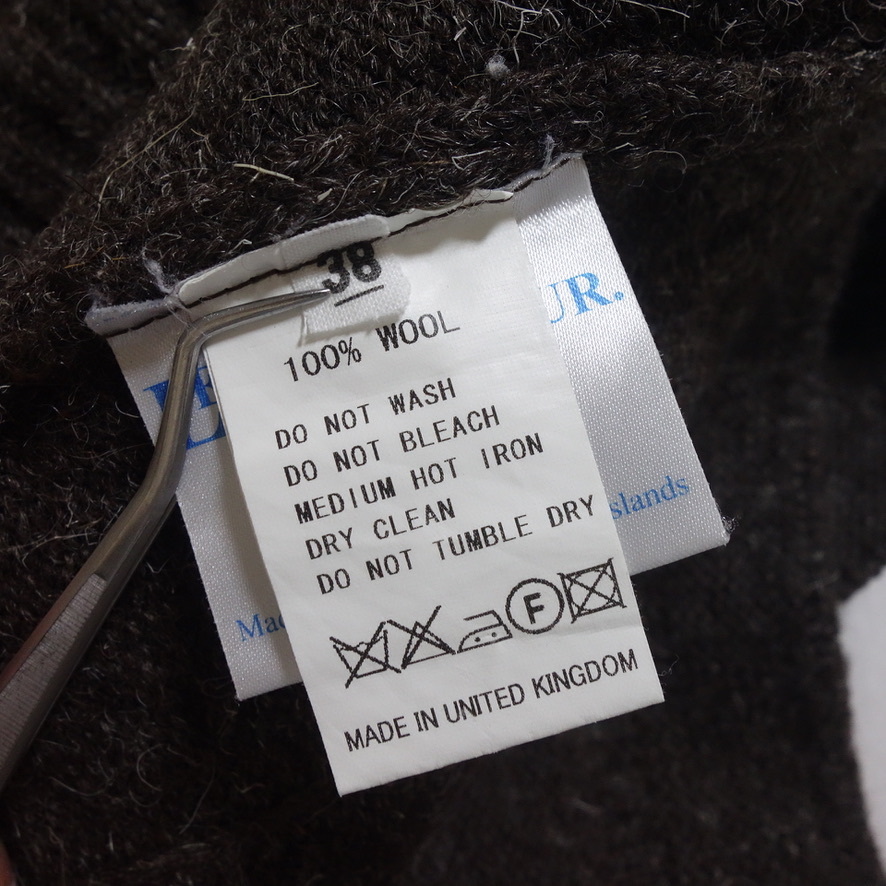 38
100% WOOL
UR.
DO NOT WASH
DO NOT BLEACH
MEDIUM HOT IRON
DRY CLEAN
DO NOT TUMBLE DRY
slands
F
Mad
MADE IN UNITED KINGDOM